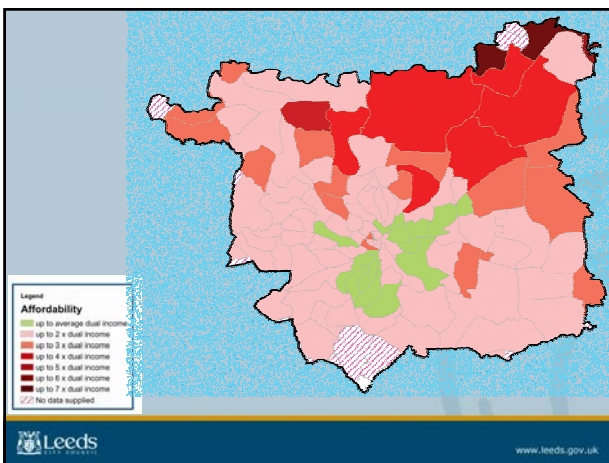 Legend
Affordability
up to average dual income
up to 2 x dual income
up to 3 x dual income
up to 4 x dual income
up to 5 x dual income
up to 6 x dual income
up to 7 x dual income
No data supplied
Leeds
CITY COUNCIL
www.leeds.gov.uk